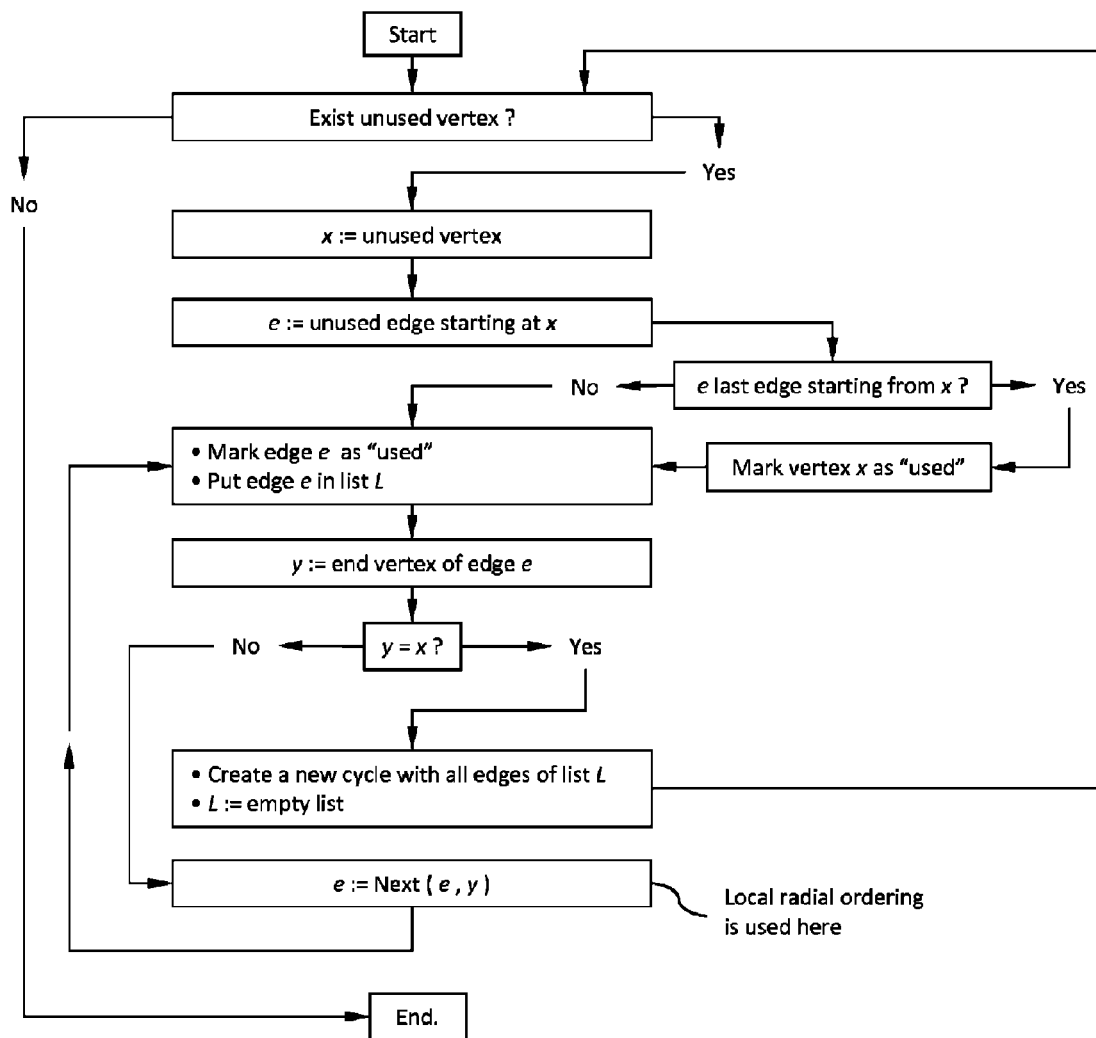 Start
Exist unused vertex ?
Yes
No
x := unused vertex
e := unused edge starting at x
e last edge starting from x ?
No
Yes
• Mark edge e as “used”
• Put edge e in list L
Mark vertex x as “used”
y := end vertex of edge e
No
y = x ?
Yes
• Create a new cycle with all edges of list L
• L := empty list
e := Next ( e , y )
Local radial ordering
is used here
End.